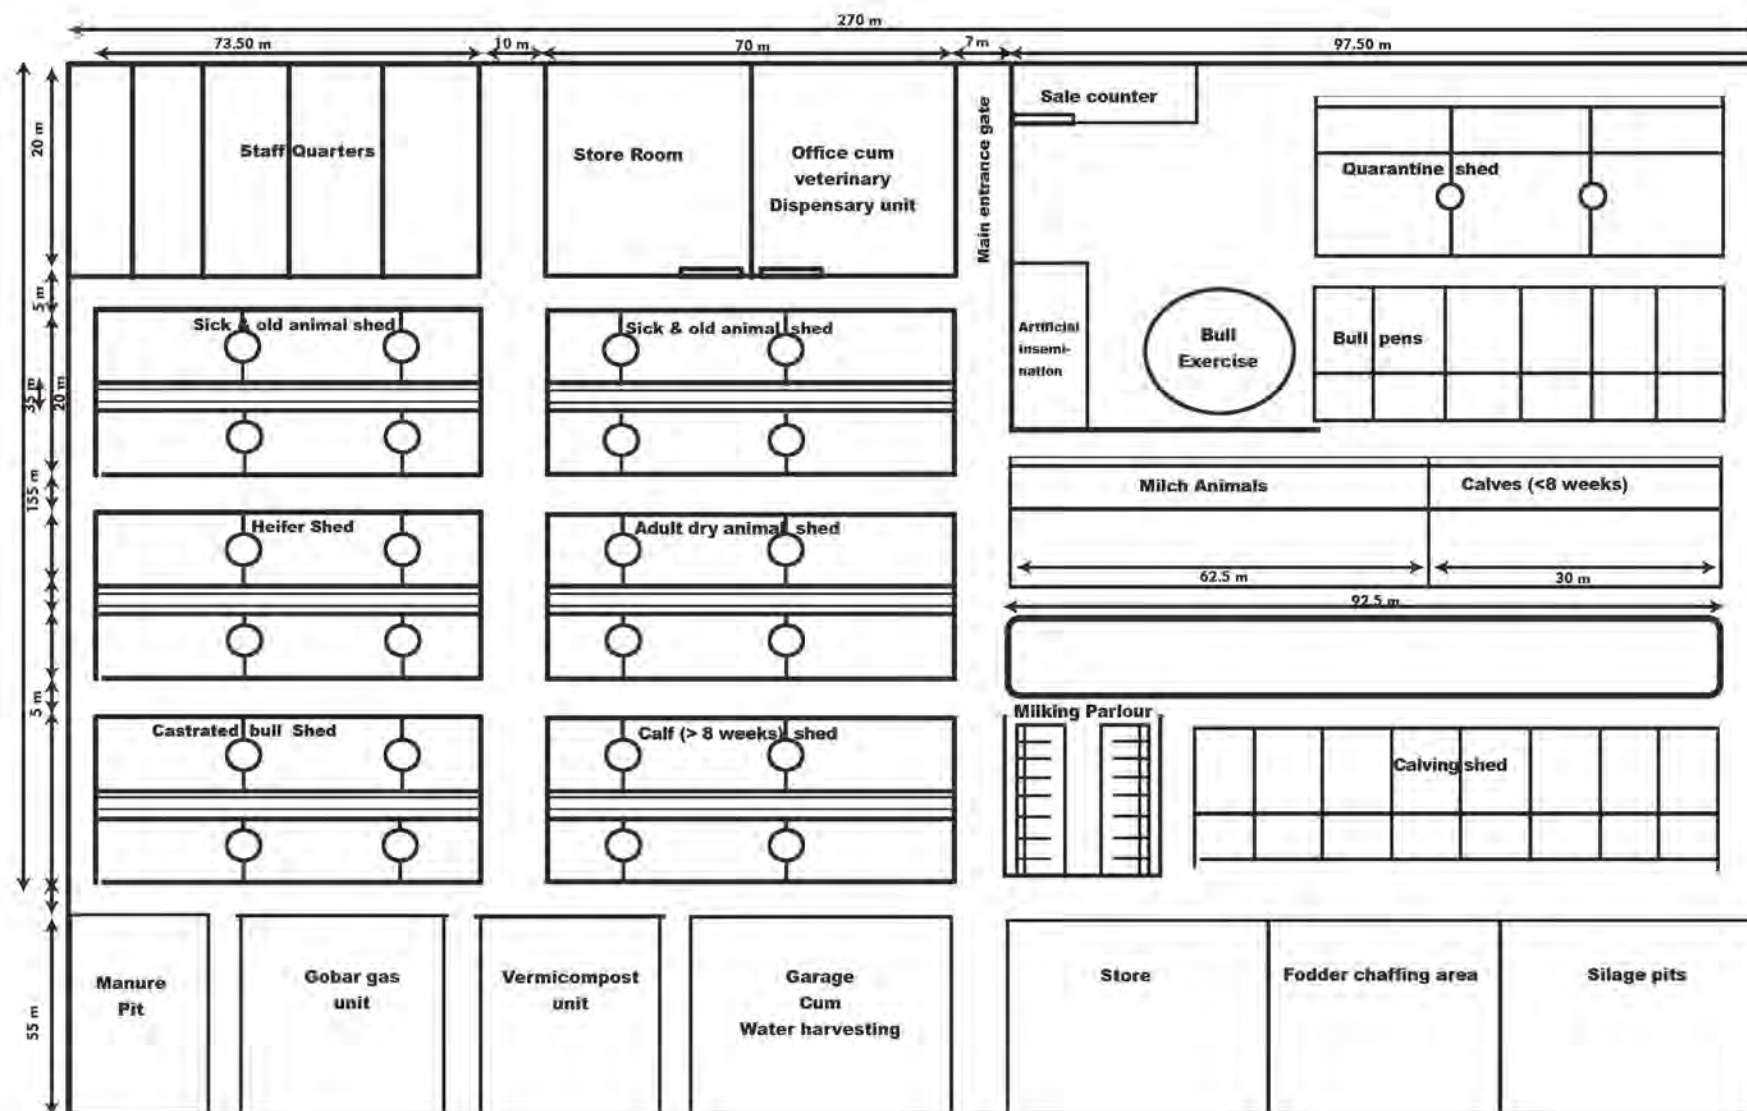 270 m
73.50 m
10 m
70 m
7 m
97.50 m
20 m
Staff Quarters
Store Room
Office cum
veterinary
Dispensary unit
Main entrance gate
Sale counter
Quarantine shed
5 m
Sick & old animal shed
Sick & old animal shed
Artificial
insemi-
nation
Bull
Exercise
Bull pens
35 m
20 m
155 m
Milch Animals
Calves (<8 weeks)
Heifer Shed
Adult dry animal shed
62.5 m
30 m
92.5 m
5 m
Milking Parlour
Castrated bull Shed
Calf (> 8 weeks) shed
Calving shed
55 m
Manure
Pit
Gobar gas
unit
Vermicompost
unit
Garage
Cum
Water harvesting
Store
Fodder chaffing area
Silage pits